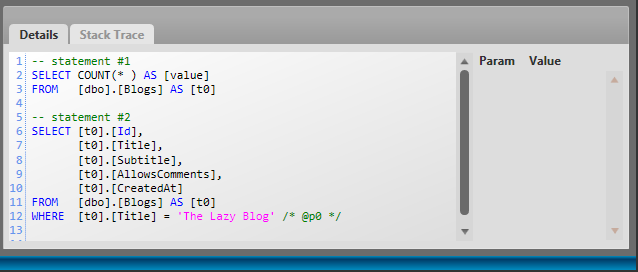 Details Stack Trace
Param Value
1 -- statement #1
2 SELECT COUNT(* ) AS [value]
3 FROM [dbo].[Blogs] AS [t0]
4
5 -- statement #2
6 SELECT [t0].[Id],
7 [t0].[Title],
8 [t0].[Subtitle],
9 [t0].[AllowsComments],
10 [t0].[CreatedAt]
11 FROM [dbo].[Blogs] AS [t0]
12 WHERE [t0].[Title] = 'The Lazy Blog' /* @p0 */
13